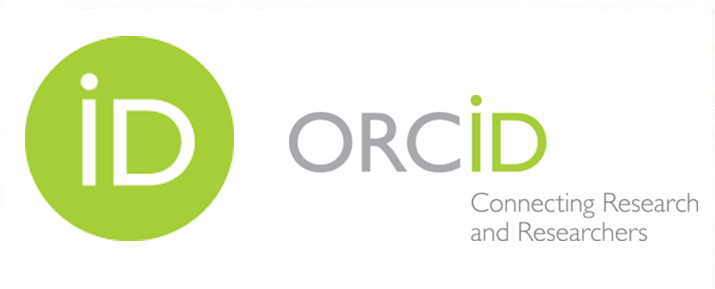 iD
ORCiD
Connecting Research
and Researchers